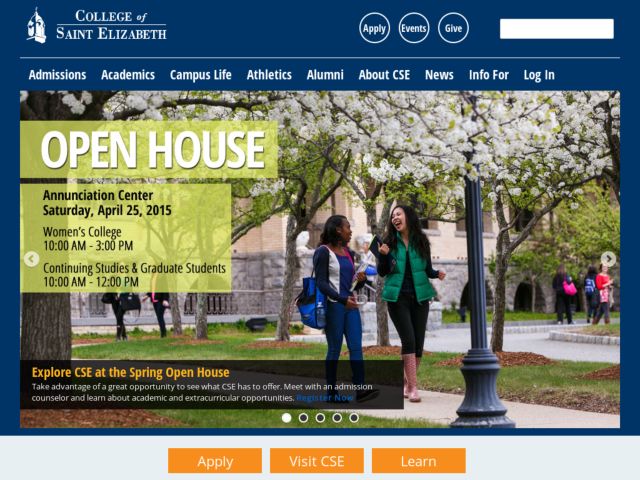 COLLEGE of
SAINT ELIZABETH
Apply
Events
Give
Admissions
Academics
Campus Life
Athletics
Alumni
About CSE
News
Info For
Log In
OPEN HOUSE
Annunciation Center
Saturday, April 25, 2015
Women's College
10:00 AM - 3:00 PM
Continuing Studies & Graduate Students
10:00 AM - 12:00 PM
Explore CSE at the Spring Open House
Take advantage of a great opportunity to see what CSE has to offer. Meet with an admission
counselor and learn about academic and extracurricular opportunities. Register Now
Apply
Visit CSE
Learn